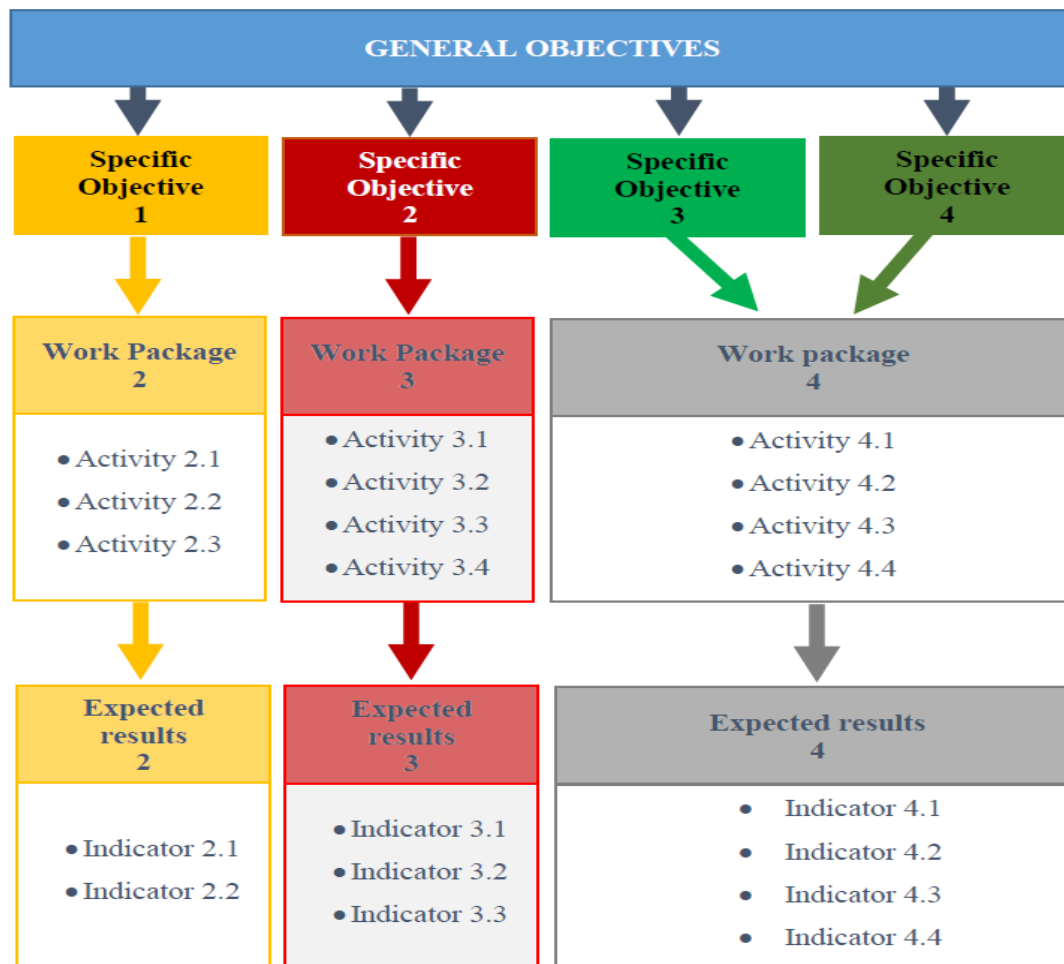 GENERAL OBJECTIVES
Specific
Objective
1
Specific
Objective
2
Specific
Objective
3
Specific
Objective
4
Work Package
2
• Activity 2.1
• Activity 2.2
• Activity 2.3
Work Package
3
• Activity 3.1
• Activity 3.2
• Activity 3.3
• Activity 3.4
Work package
4
• Activity 4.1
• Activity 4.2
• Activity 4.3
• Activity 4.4
Expected
results
2
• Indicator 2.1
• Indicator 2.2
Expected
results
3
• Indicator 3.1
• Indicator 3.2
• Indicator 3.3
Expected results
4
• Indicator 4.1
• Indicator 4.2
• Indicator 4.3
• Indicator 4.4